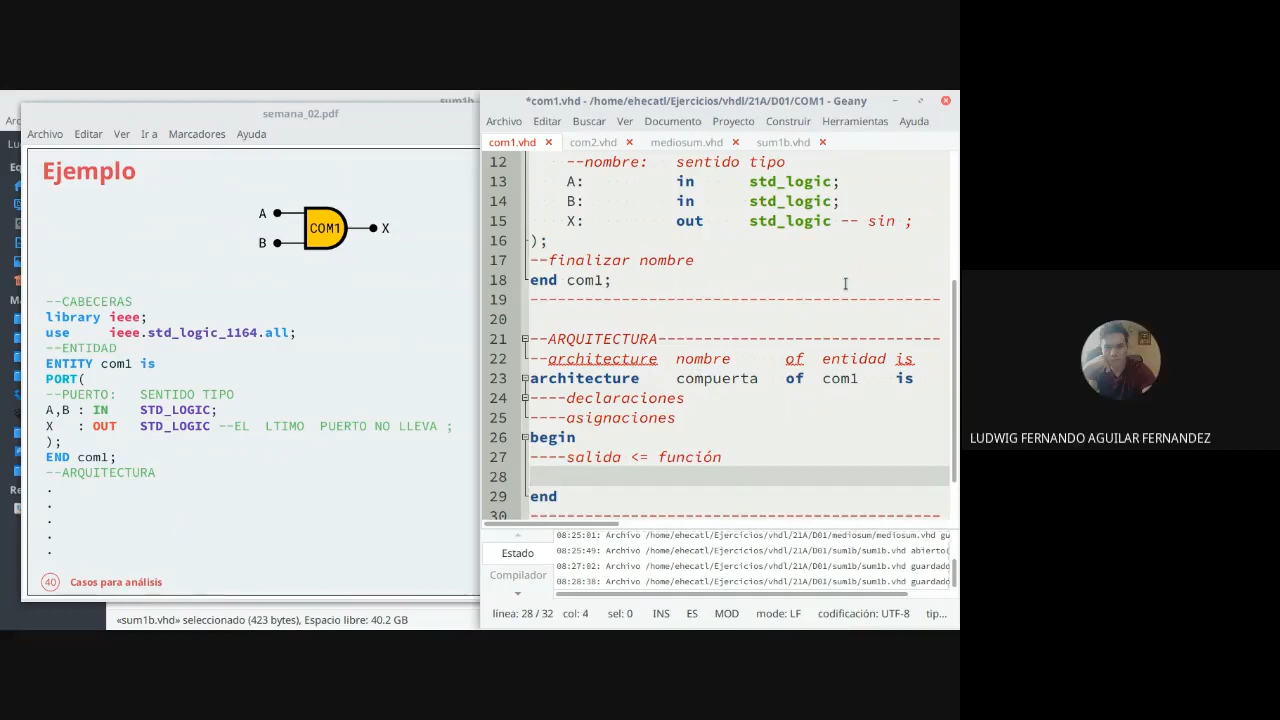 semana_02.pdf
Archivo Editar Ver Ir a Marcadores Ayuda
Ejemplo
A
COM1
X
B
--CABECERAS
library ieee;
use ieee.std_logic_1164.all;
--ENTIDAD
ENTITY com1 is
PORT(
--PUERTO: SENTIDO TIPO
A,B : IN STD_LOGIC;
X : OUT STD_LOGIC --EL LTIMO PUERTO NO LLEVA ;
);
END com1;
--ARQUITECTURA
.
.
.
.
.
40 Casos para análisis
«sum1b.vhd» seleccionado (423 bytes), Espacio libre: 40.2 GB
*com1.vhd - /home/ehecatl/Ejercicios/vhdl/21A/D01/COM1 - Geany
Archivo Editar Buscar Ver Documento Proyecto Construir Herramientas Ayuda
com1.vhd com2.vhd mediosum.vhd sum1b.vhd
12 --nombre: sentido tipo
13 A: in std_logic;
14 B: in std_logic;
15 X: out std_logic -- sin ;
16 );
17 --finalizar nombre
18 end com1;
19 ---------------------------------------------
20
21 --ARQUITECTURA-------------------------------
22 --architecture nombre of entidad is
23 architecture compuerta of com1 is
24 ----declaraciones
25 ----asignaciones
26 begin
27 ----salida <= función
28
29 end
30 ---------------------------------------------
Estado
Compilador
08:25:01: Archivo /home/ehecatl/Ejercicios/vhdl/21A/D01/mediosum/mediosum.vhd gu
08:25:49: Archivo /home/ehecatl/Ejercicios/vhdl/21A/D01/sum1b/sum1b.vhd abierto(
08:27:02: Archivo /home/ehecatl/Ejercicios/vhdl/21A/D01/sum1b/sum1b.vhd guardado
08:28:38: Archivo /home/ehecatl/Ejercicios/vhdl/21A/D01/sum1b/sum1b.vhd guardado
línea: 28 / 32 col: 4 sel: 0 INS ES MOD mode: LF codificación: UTF-8 tip...
LUDWIG FERNANDO AGUILAR FERNANDEZ